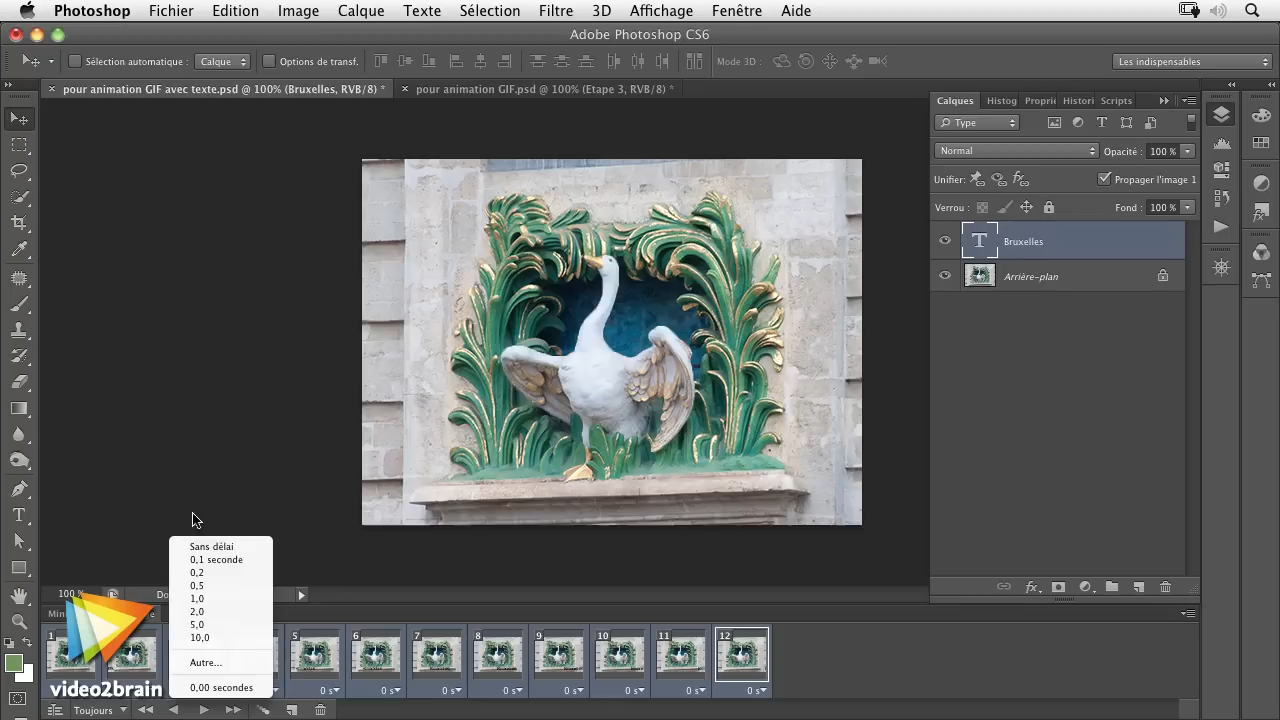 Photoshop Fichier Edition Image Calque Texte Sélection Filtre 3D Affichage Fenêtre Aide
Adobe Photoshop CS6
Sélection automatique : Calque Options de transf. Mode 3D : Les indispensables
× pour animation GIF avec texte.psd @ 100% (Bruxelles, RVB/8) * × pour animation GIF.psd @ 100% (Etape 3, RVB/8) *
Calques Histog Proprié Histori Scripts
Type
Normal Opacité : 100 %
Unifier : Propager l'image 1
Verrou : Fond : 100 %
T Bruxelles
Arrière-plan
Sans délai
0,1 seconde
0,2
0,5
1,0
2,0
5,0
10,0
Autre...
0,00 secondes
100 %
1 5 6 7 8 9 10 11 12
0 s 0 s 0 s 0 s 0 s 0 s 0 s 0 s
video2brain
Toujours